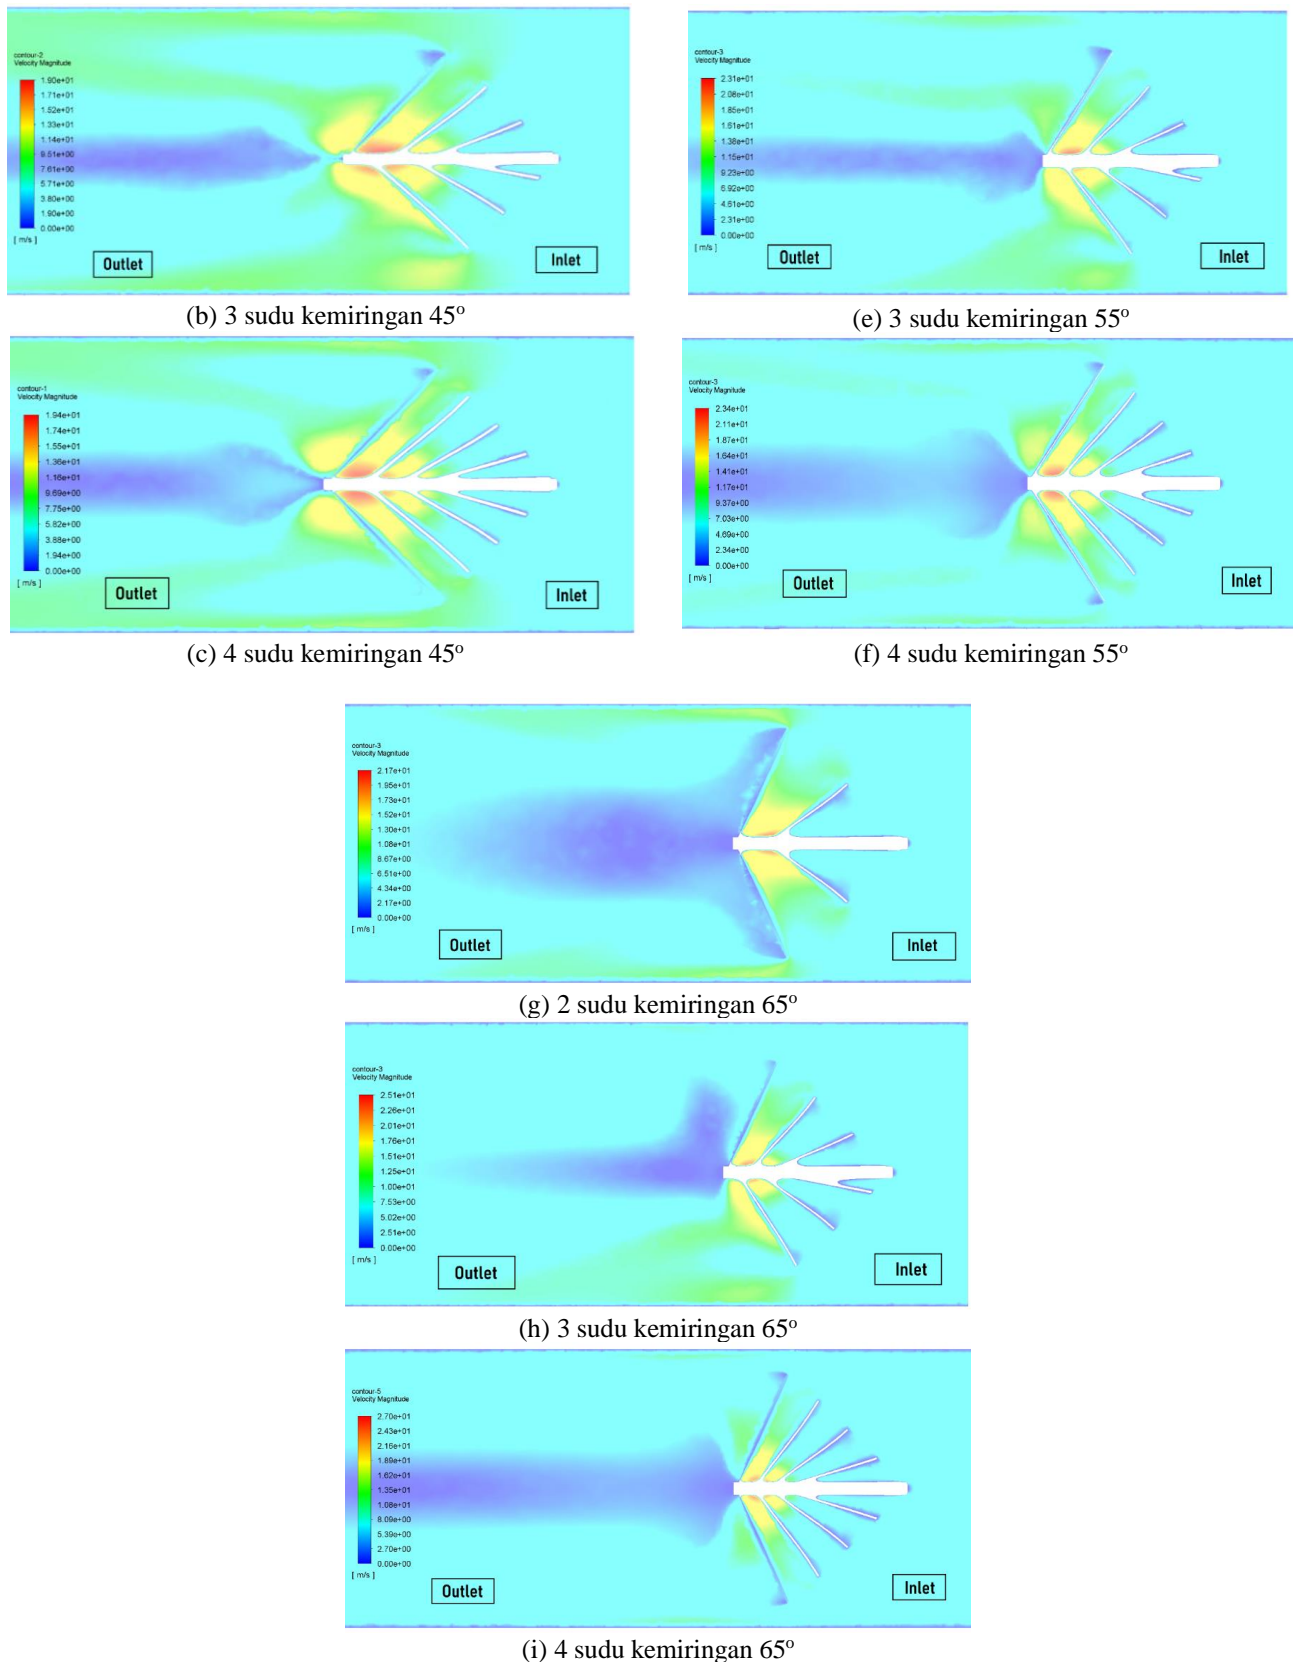 contour-2
Velocity Magnitude
1.90e+01
1.71e+01
1.52e+01
1.33e+01
1.14e+01
9.51e+00
7.61e+00
5.71e+00
3.80e+00
1.90e+00
0.00e+00
[ m/s ]
Outlet
Inlet
(b) 3 sudu kemiringan 45º
contour-3
Velocity Magnitude
2.31e+01
2.08e+01
1.85e+01
1.61e+01
1.38e+01
1.15e+01
9.23e+00
6.92e+00
4.61e+00
2.31e+00
0.00e+00
[ m/s ]
Outlet
Inlet
(e) 3 sudu kemiringan 55º
contour-1
Velocity Magnitude
1.94e+01
1.74e+01
1.55e+01
1.36e+01
1.16e+01
9.69e+00
7.75e+00
5.82e+00
3.88e+00
1.94e+00
0.00e+00
[ m/s ]
Outlet
Inlet
(c) 4 sudu kemiringan 45º
contour-3
Velocity Magnitude
2.34e+01
2.11e+01
1.87e+01
1.64e+01
1.41e+01
1.17e+01
9.37e+00
7.03e+00
4.69e+00
2.34e+00
0.00e+00
[ m/s ]
Outlet
Inlet
(f) 4 sudu kemiringan 55º
contour-3
Velocity Magnitude
2.17e+01
1.95e+01
1.73e+01
1.52e+01
1.30e+01
1.08e+01
8.67e+00
6.51e+00
4.34e+00
2.17e+00
0.00e+00
[ m/s ]
Outlet
Inlet
(g) 2 sudu kemiringan 65º
contour-3
Velocity Magnitude
2.51e+01
2.26e+01
2.01e+01
1.76e+01
1.51e+01
1.25e+01
1.00e+01
7.53e+00
5.02e+00
2.51e+00
0.00e+00
[ m/s ]
Outlet
Inlet
(h) 3 sudu kemiringan 65º
contour-5
Velocity Magnitude
2.70e+01
2.43e+01
2.16e+01
1.89e+01
1.62e+01
1.35e+01
1.08e+01
8.09e+00
5.39e+00
2.70e+00
0.00e+00
[ m/s ]
Outlet
Inlet
(i) 4 sudu kemiringan 65º